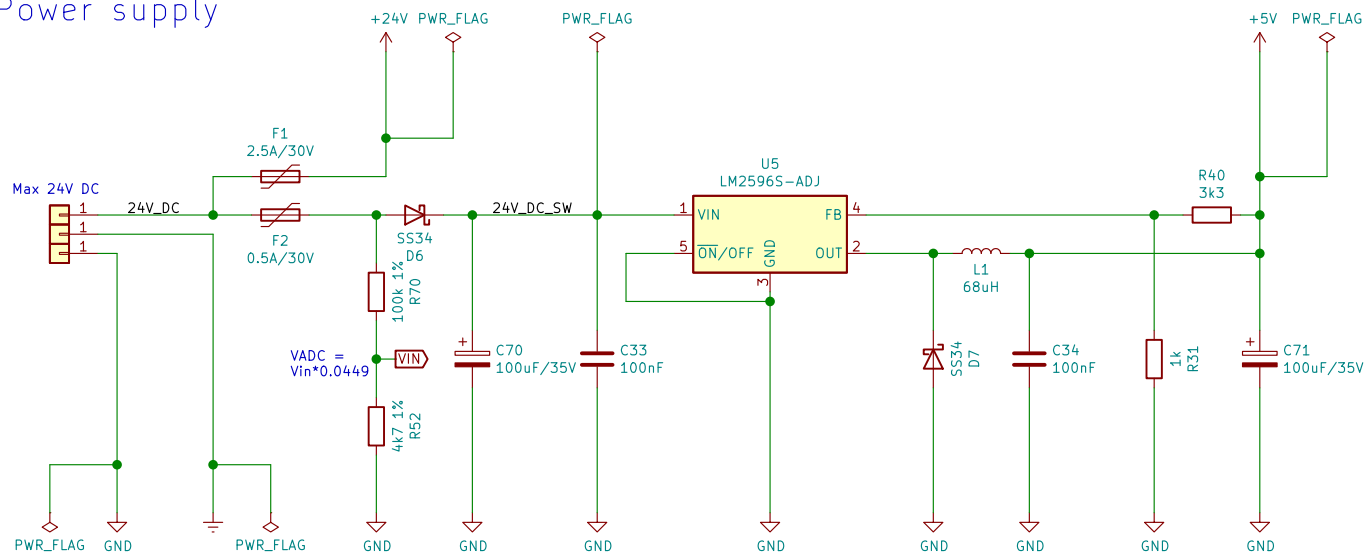 Power supply
+24V PWR_FLAG
PWR_FLAG
+5V PWR_FLAG
F1
2.5A/30V
Max 24V DC
1
1
1
24V_DC
F2
0.5A/30V
SS34
D6
24V_DC_SW
100k 1%
R70
VADC =
Vin*0.0449
VIN
4k7 1%
R52
C70
100uF/35V
C33
100nF
U5
LM2596S-ADJ
1
VIN
5
ON/OFF
GND
3
FB
4
OUT
2
L1
68uH
SS34
D7
C34
100nF
R40
3k3
1k
R31
C71
100uF/35V
PWR_FLAG
GND
PWR_FLAG
GND
GND
GND
GND
GND
GND
GND
GND